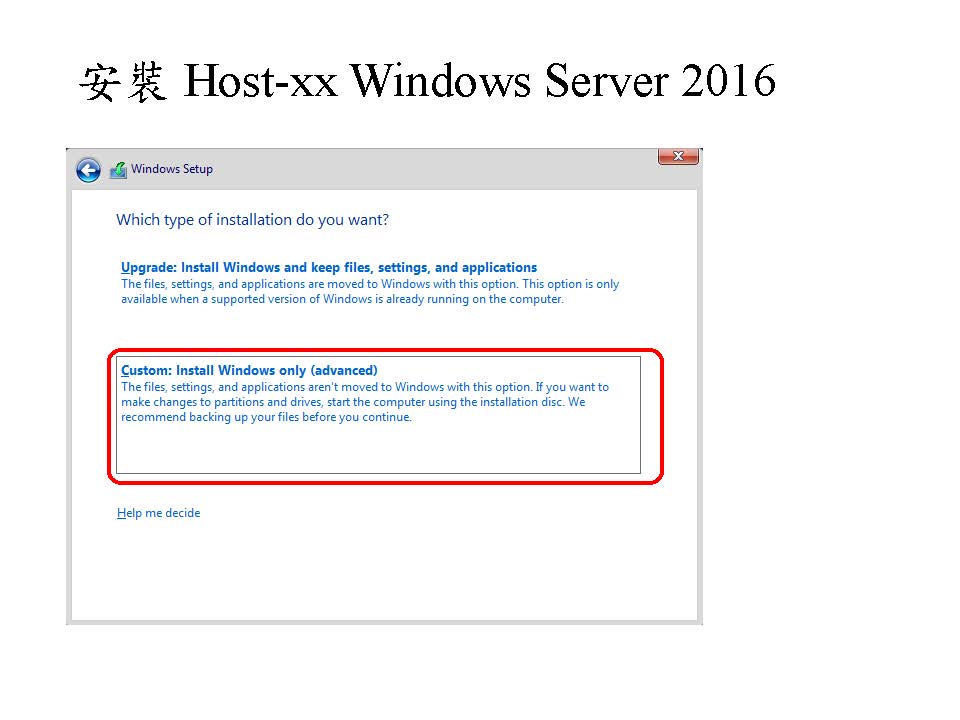 安裝 Host-xx Windows Server 2016
Windows Setup
Which type of installation do you want?
Upgrade: Install Windows and keep files, settings, and applications
The files, settings, and applications are moved to Windows with this option. This option is only
available when a supported version of Windows is already running on the computer.
Custom: Install Windows only (advanced)
The files, settings, and applications aren't moved to Windows with this option. If you want to
make changes to partitions and drives, start the computer using the installation disc. We
recommend backing up your files before you continue.
Help me decide